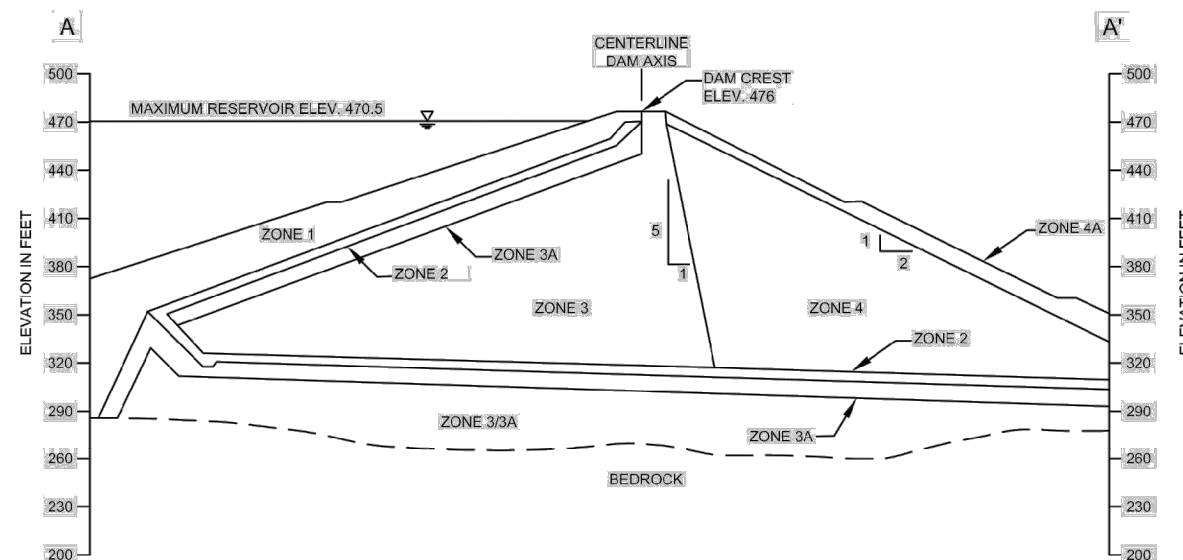 A
A'
CENTERLINE
DAM AXIS
DAM CREST
ELEV. 476
MAXIMUM RESERVOIR ELEV. 470.5
500
470
440
410
380
350
320
290
260
230
200
ELEVATION IN FEET
ZONE 1
ZONE 2
ZONE 3A
5
1
1
2
ZONE 4A
ZONE 3
ZONE 4
ZONE 2
ZONE 3/3A
ZONE 3A
BEDROCK
500
470
440
410
380
350
320
290
260
230
200
ELEVATION IN FEET